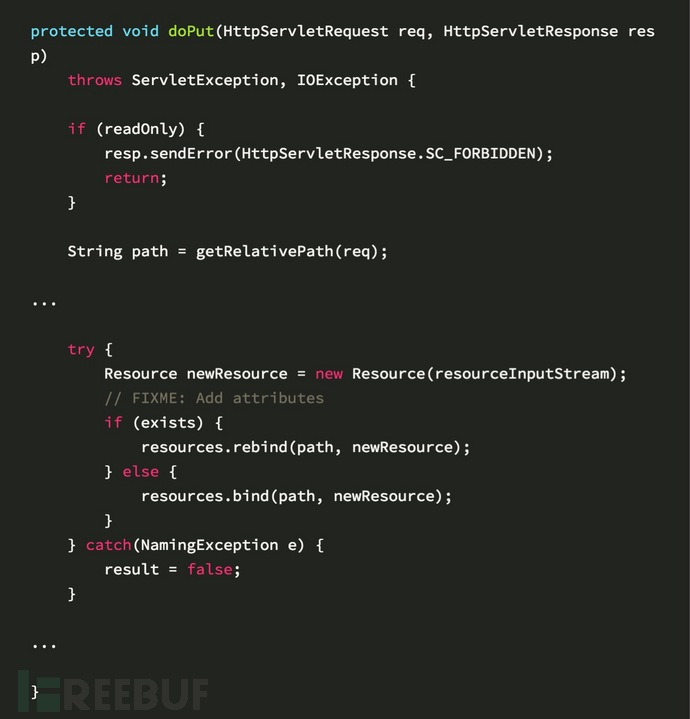 protected void doPut(HttpServletRequest req, HttpServletResponse res
p)
    throws ServletException, IOException {

    if (readOnly) {
        resp.sendError(HttpServletResponse.SC_FORBIDDEN);
        return;
    }

    String path = getRelativePath(req);

...

    try {
        Resource newResource = new Resource(resourceInputStream);
        // FIXME: Add attributes
        if (exists) {
            resources.rebind(path, newResource);
        } else {
            resources.bind(path, newResource);
        }
    } catch(NamingException e) {
        result = false;
    }

...

}
FREEBUF